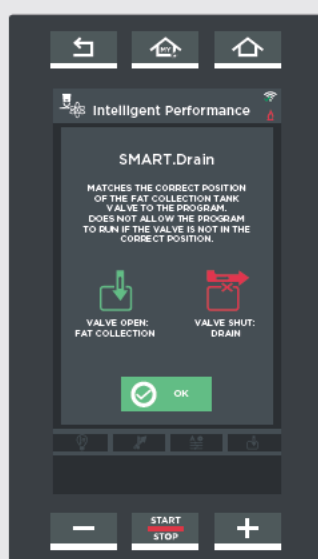 MY
Intelligent Performance
SMART.Drain
MATCHES THE CORRECT POSITION
OF THE FAT COLLECTION TANK
VALVE TO THE PROGRAM.
DOES NOT ALLOW THE PROGRAM
TO RUN IF THE VALVE IS NOT IN THE
CORRECT POSITION.
VALVE OPEN:
FAT COLLECTION
VALVE SHUT:
DRAIN
OK
START
STOP